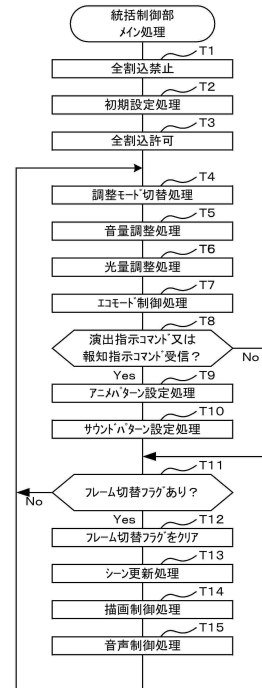 統括制御部
メイン処理
T1
全割込禁止
T2
初期設定処理
T3
全割込許可
T4
調整モード切替処理
T5
音量調整処理
T6
光量調整処理
T7
エコモード制御処理
T8
演出指示コマンド又は
報知指示コマンド受信？
No
Yes
T9
アニメパターン設定処理
T10
サウンドパターン設定処理
T11
フレーム切替フラグあり？
No
Yes
T12
フレーム切替フラグをクリア
T13
シーン更新処理
T14
描画制御処理
T15
音声制御処理